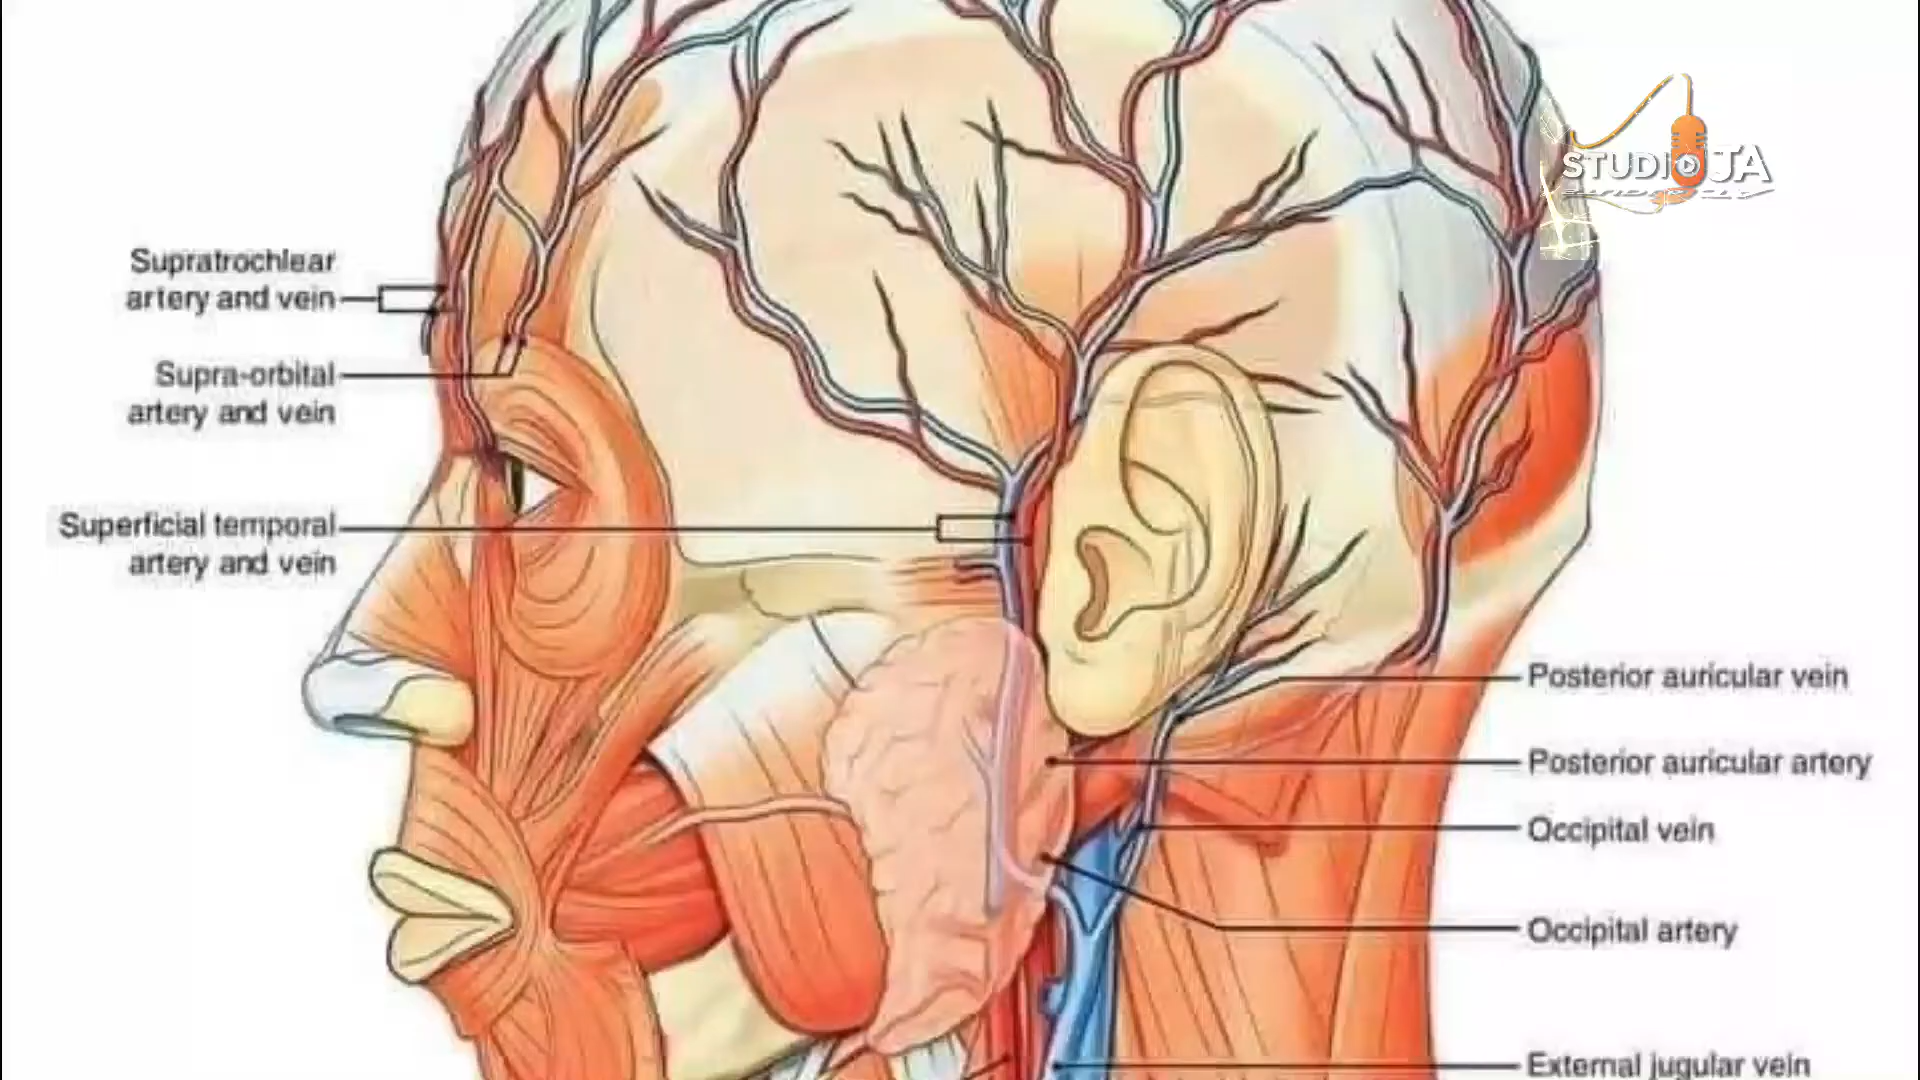 STUDIO JA
Supratrochlear
artery and vein
Supra-orbital
artery and vein
Superficial temporal
artery and vein
Posterior auricular vein
Posterior auricular artery
Occipital vein
Occipital artery
External jugular vein